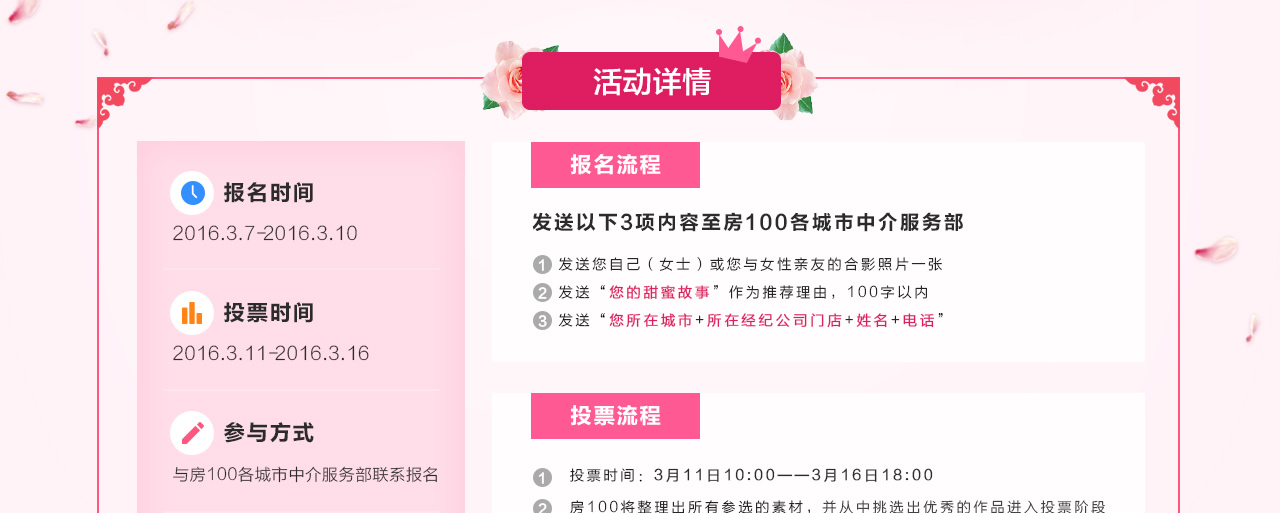 活动详情
报名时间
2016.3.7-2016.3.10
投票时间
2016.3.11-2016.3.16
参与方式
与房100各城市中介服务部联系报名
报名流程
发送以下3项内容至房100各城市中介服务部
1 发送您自己（女士）或您与女性亲友的合影照片一张
2 发送“您的甜蜜故事”作为推荐理由，100字以内
3 发送“您所在城市+所在经纪公司门店+姓名+电话”
投票流程
1 投票时间：3月11日10:00——3月16日18:00
2 房100将整理出所有参选的素材，并从中挑选出优秀的作品进入投票阶段